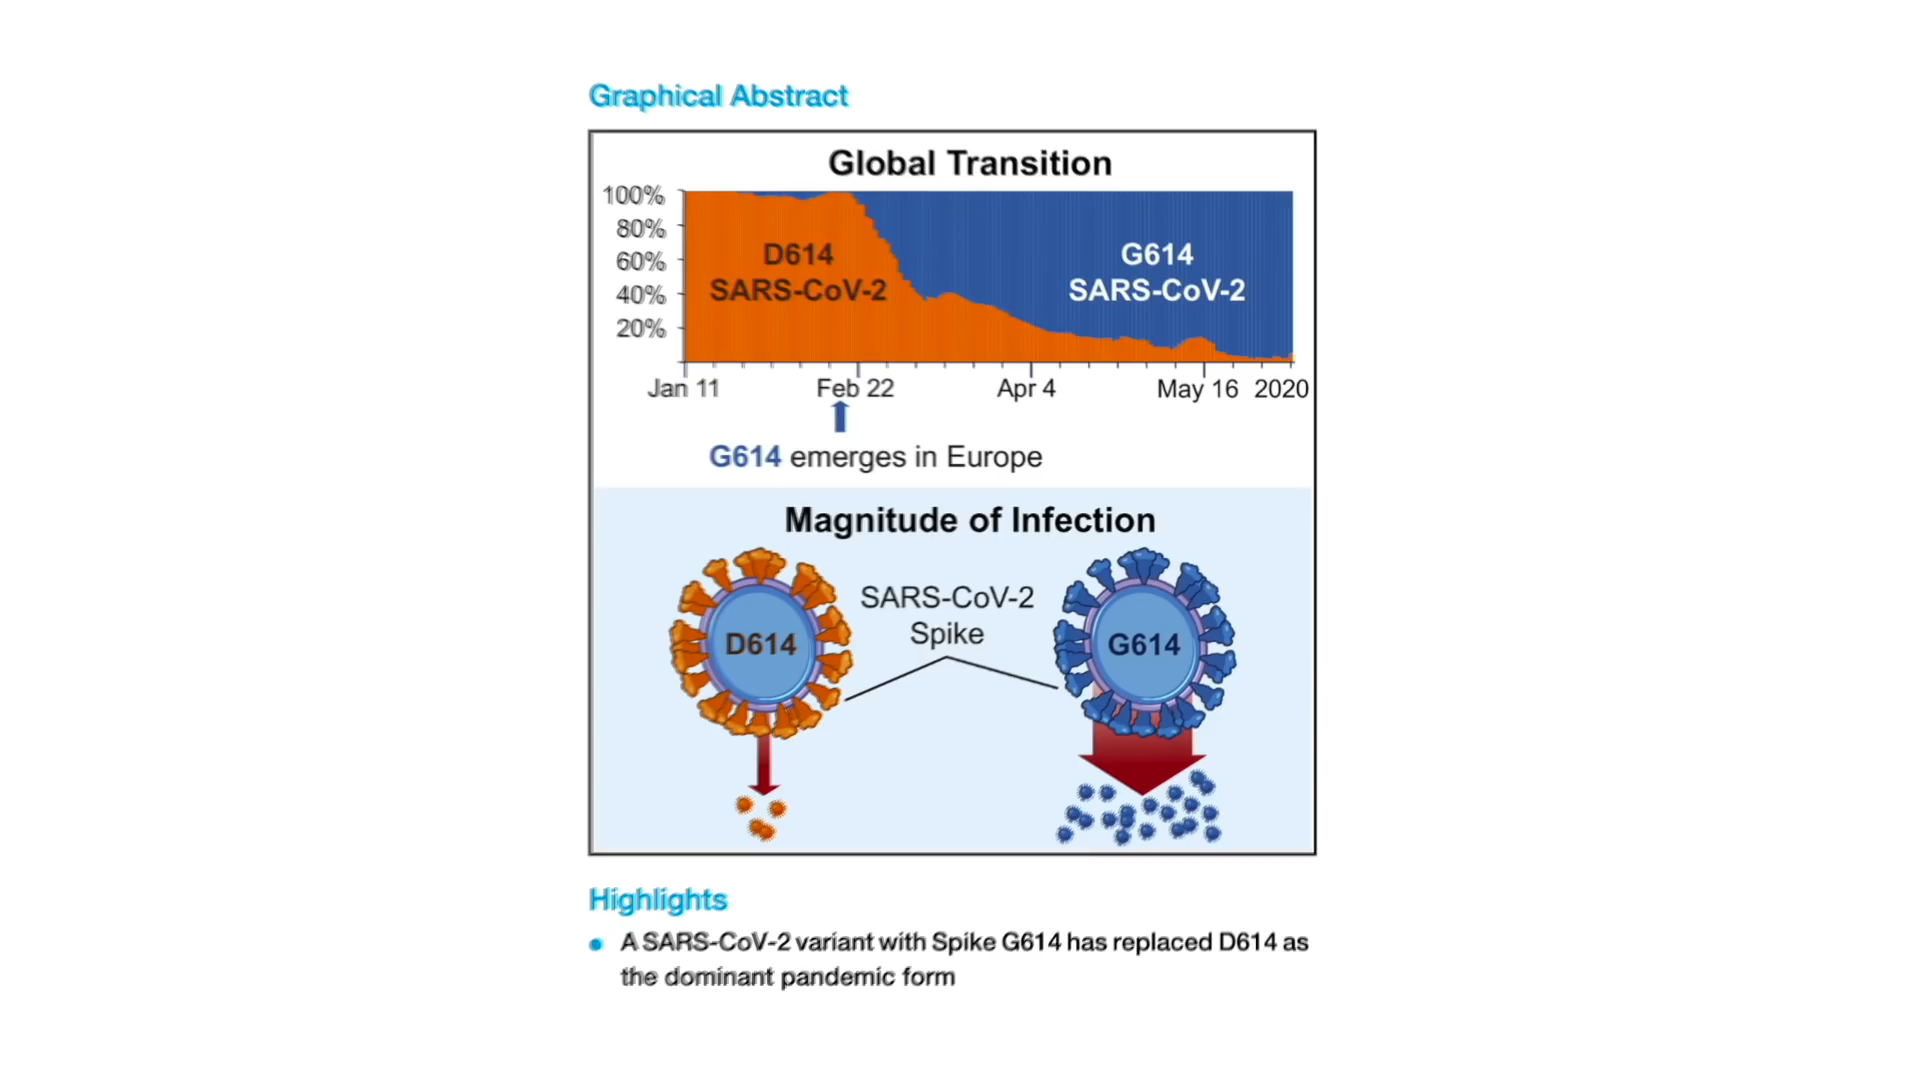 Graphical Abstract
Global Transition
100%
80%
60%
40%
20%
D614
SARS-CoV-2
G614
SARS-CoV-2
Jan 11
Feb 22
Apr 4
May 16
2020
G614 emerges in Europe
Magnitude of Infection
SARS-CoV-2
Spike
D614
G614
Highlights
A SARS-CoV-2 variant with Spike G614 has replaced D614 as
the dominant pandemic form